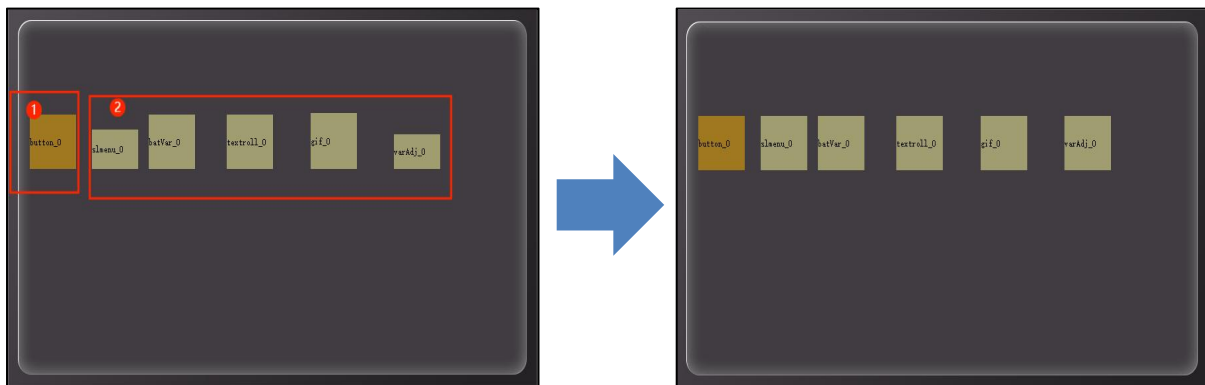 1
2
button_0
slmenu_0
batVar_0
textroll_0
gif_0
varAdj_0
button_0
slmenu_0
batVar_0
textroll_0
gif_0
varAdj_0